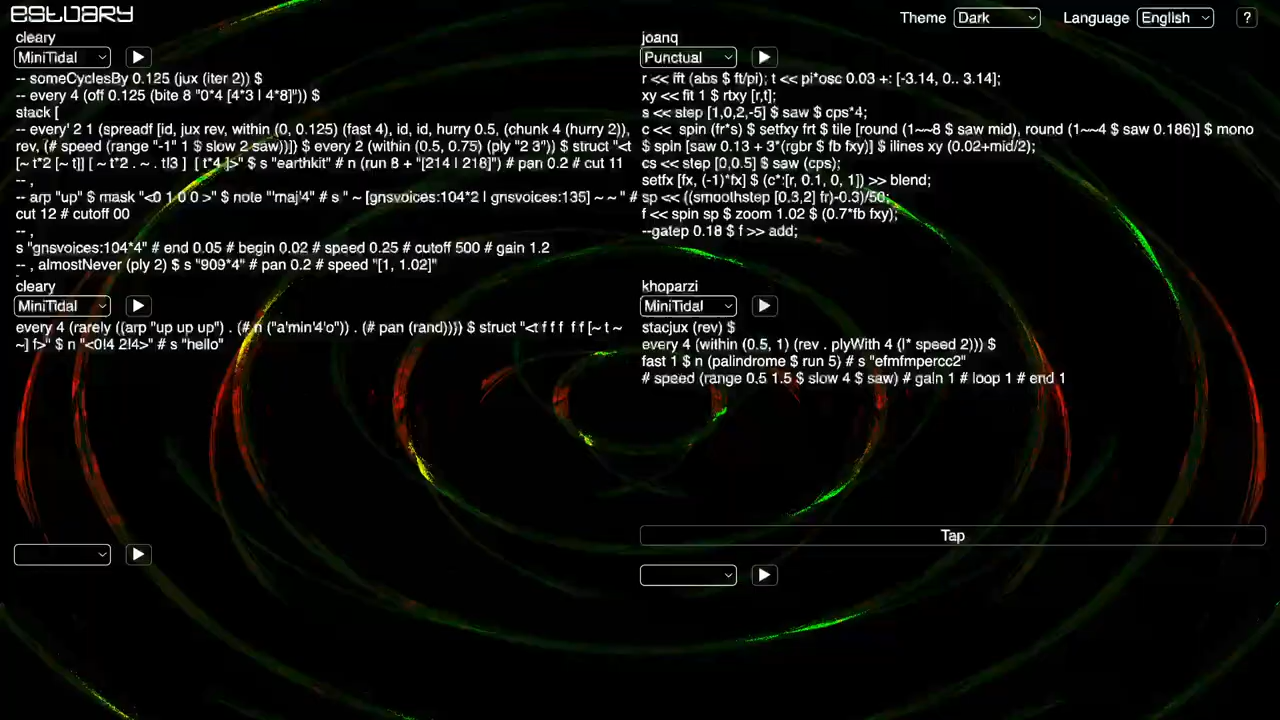 estuary
Theme Dark Language English ?
cleary
MiniTidal
-- someCyclesBy 0.125 (jux (iter 2)) $
-- every 4 (off 0.125 (bite 8 "0*4 [4*3 | 4*8]")) $
stack [
-- every' 2 1 (spreadf [id, jux rev, within (0, 0.125) (fast 4), id, id, hurry 0.5, (chunk 4 (hurry 2)),
rev, (# speed (range "-1" 1 $ slow 2 saw))]) $ every 2 (within (0.5, 0.75) (ply "2 3")) $ struct "<t
[~ t*2 [~ t]] [ ~ t*2 . ~ . t!3 ] [ t*4 ]>" $ s "earthkit" # n (run 8 + "[214 | 218]") # pan 0.2 # cut 11
-- ,
-- arp "up" $ mask "<0 1 0 0 >" $ note "'maj'4" # s " ~ [gnsvoices:104*2 | gnsvoices:135] ~ ~ " #
cut 12 # cutoff 00
-- ,
s "gnsvoices:104*4" # end 0.05 # begin 0.02 # speed 0.25 # cutoff 500 # gain 1.2
-- , almostNever (ply 2) $ s "909*4" # pan 0.2 # speed "[1, 1.02]"
joanq
Punctual
r << ifft (abs $ ft/pi); t << pi*osc 0.03 +: [-3.14, 0.. 3.14];
xy << fit 1 $ rtxy [r,t];
s << step [1,0,2,-5] $ saw $ cps*4;
c << spin (fr*s) $ setfxy frt $ tile [round (1~~8 $ saw mid), round (1~~4 $ saw 0.186)] $ mono
$ spin [saw 0.13 + 3*(rgbr $ fb fxy)] $ ilines xy (0.02+mid/2);
cs << step [0,0.5] $ saw (cps);
setfx [fx, (-1)*fx] $ (c*:[r, 0.1, 0, 1]) >> blend;
sp << ((smoothstep [0.3,2] fr)-0.3)/50;
f << spin sp $ zoom 1.02 $ (0.7*fb fxy);
--gatep 0.18 $ f >> add;
cleary
MiniTidal
every 4 (rarely ((arp "up up up") . (# n ("a'min'4'o")) . (# pan (rand)))) $ struct "<t f f f  f f [~ t ~
~] f>" $ n "<0!4 2!4>" # s "hello"
khoparzi
MiniTidal
stacjux (rev) $
every 4 (within (0.5, 1) (rev . plyWith 4 (|* speed 2))) $
fast 1 $ n (palindrome $ run 5) # s "efmfmpercc2"
# speed (range 0.5 1.5 $ slow 4 $ saw) # gain 1 # loop 1 # end 1
Tap